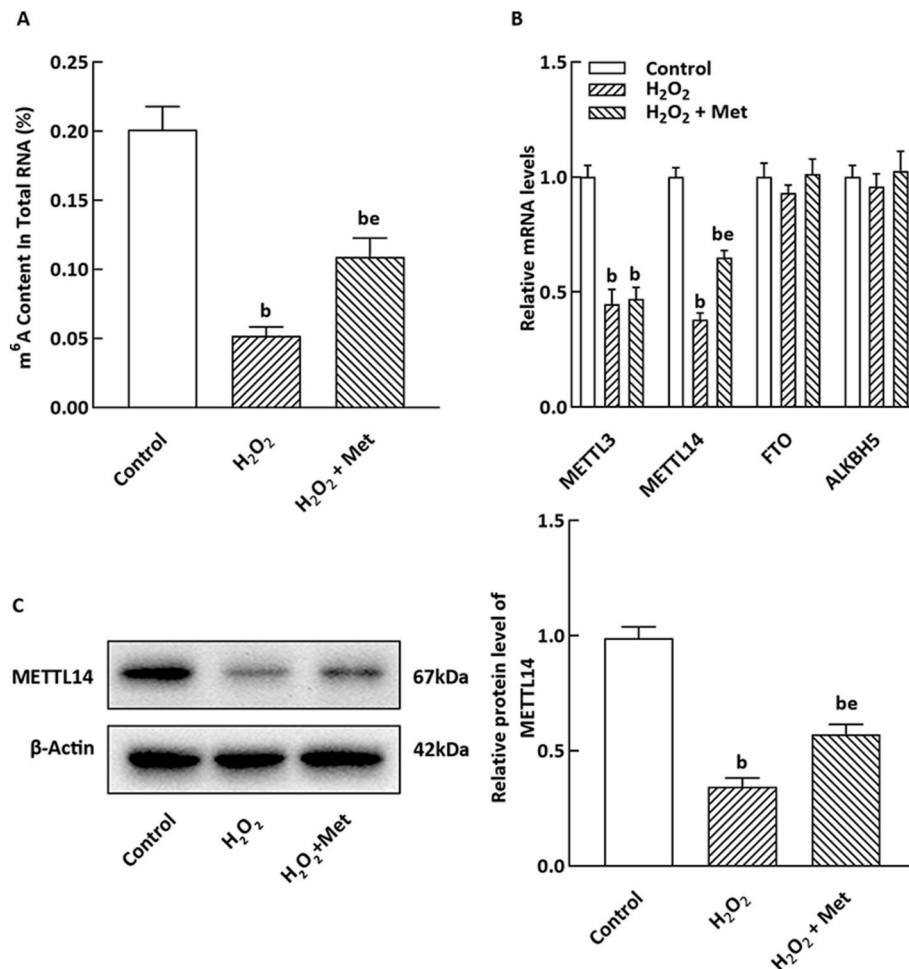 A
m⁶A Content In Total RNA (%)
0.25
0.20
0.15
0.10
0.05
0.00
b
be
Control
H₂O₂
H₂O₂ + Met
B
Relative mRNA levels
1.5
1.0
0.5
0.0
Control
H₂O₂
H₂O₂ + Met
b b
b
be
METTL3
METTL14
FTO
ALKBH5
C
METTL14
67kDa
β-Actin
42kDa
Control
H₂O₂
H₂O₂+Met
Relative protein level of
METTL14
1.5
1.0
0.5
0.0
b
be
Control
H₂O₂
H₂O₂ + Met